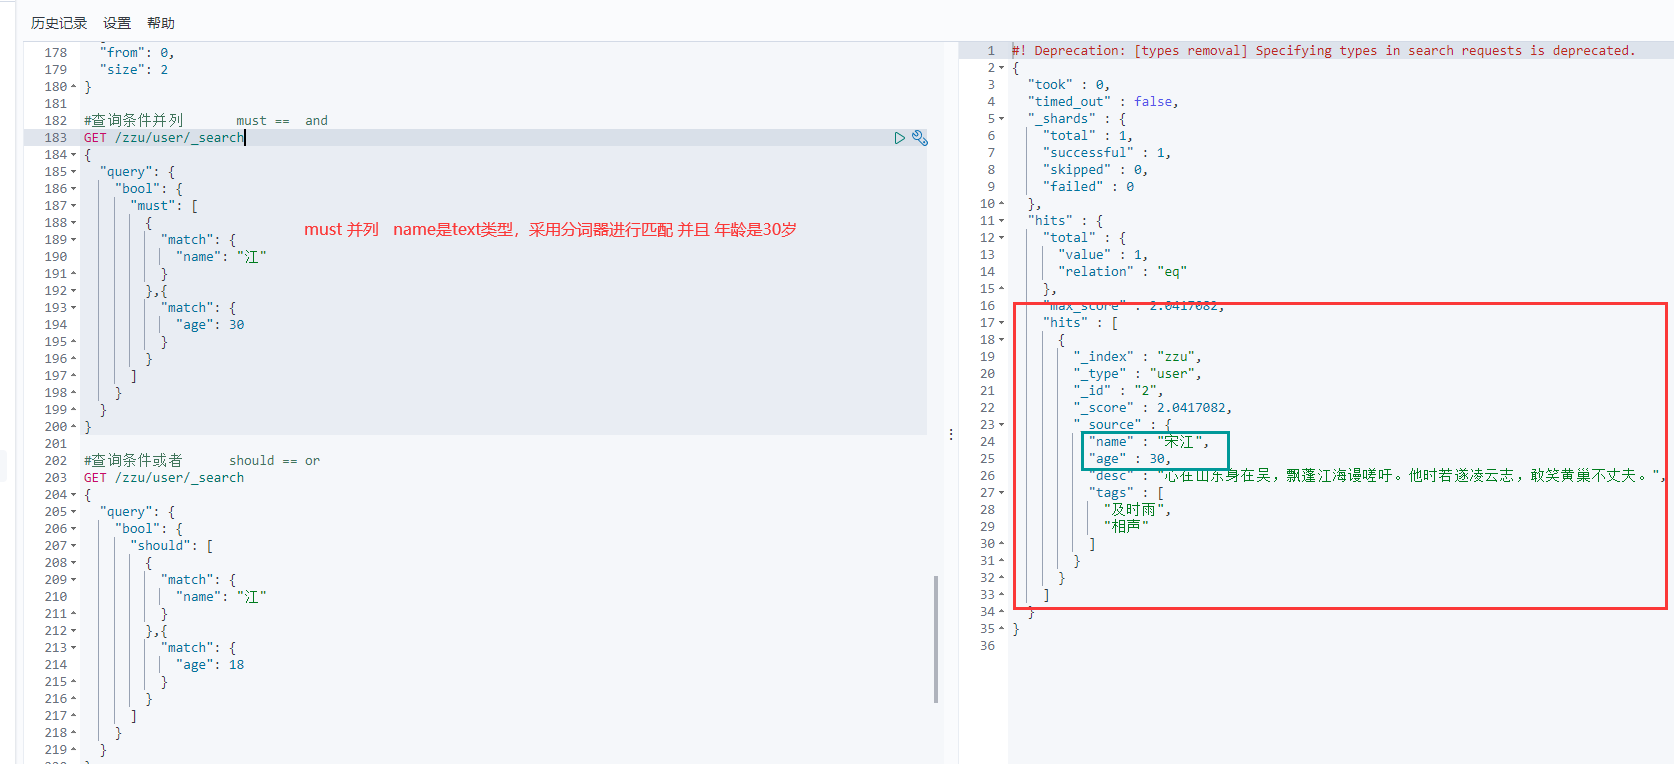 历史记录 设置 帮助
178 "from": 0,
179 "size": 2
180 }
181
182 #查询条件并列 must == and
183 GET /zzu/user/_search
184 {
185 "query": {
186 "bool": {
187 "must": [
188 {
189 "match": {
190 "name": "江"
191 }
192 },{
193 "match": {
194 "age": 30
195 }
196 }
197 ]
198 }
199 }
200 }
201
202 #查询条件或者 should == or
203 GET /zzu/user/_search
204 {
205 "query": {
206 "bool": {
207 "should": [
208 {
209 "match": {
210 "name": "江"
211 }
212 },{
213 "match": {
214 "age": 18
215 }
216 }
217 ]
218 }
219 }
must 并列 name是text类型，采用分词器进行匹配 并且 年龄是30岁
1 #! Deprecation: [types removal] Specifying types in search requests is deprecated.
2 {
3 "took" : 0,
4 "timed_out" : false,
5 "_shards" : {
6 "total" : 1,
7 "successful" : 1,
8 "skipped" : 0,
9 "failed" : 0
10 },
11 "hits" : {
12 "total" : {
13 "value" : 1,
14 "relation" : "eq"
15 },
16 "max_score" : 2.0417082,
17 "hits" : [
18 {
19 "_index" : "zzu",
20 "_type" : "user",
21 "_id" : "2",
22 "_score" : 2.0417082,
23 "_source" : {
24 "name" : "宋江",
25 "age" : 30,
26 "desc" : "心在山东身在吴，飘蓬江海谩嗟吁。他时若遂凌云志，敢笑黄巢不丈夫。",
27 "tags" : [
28 "及时雨",
29 "相声"
30 ]
31 }
32 }
33 ]
34 }
35 }
36